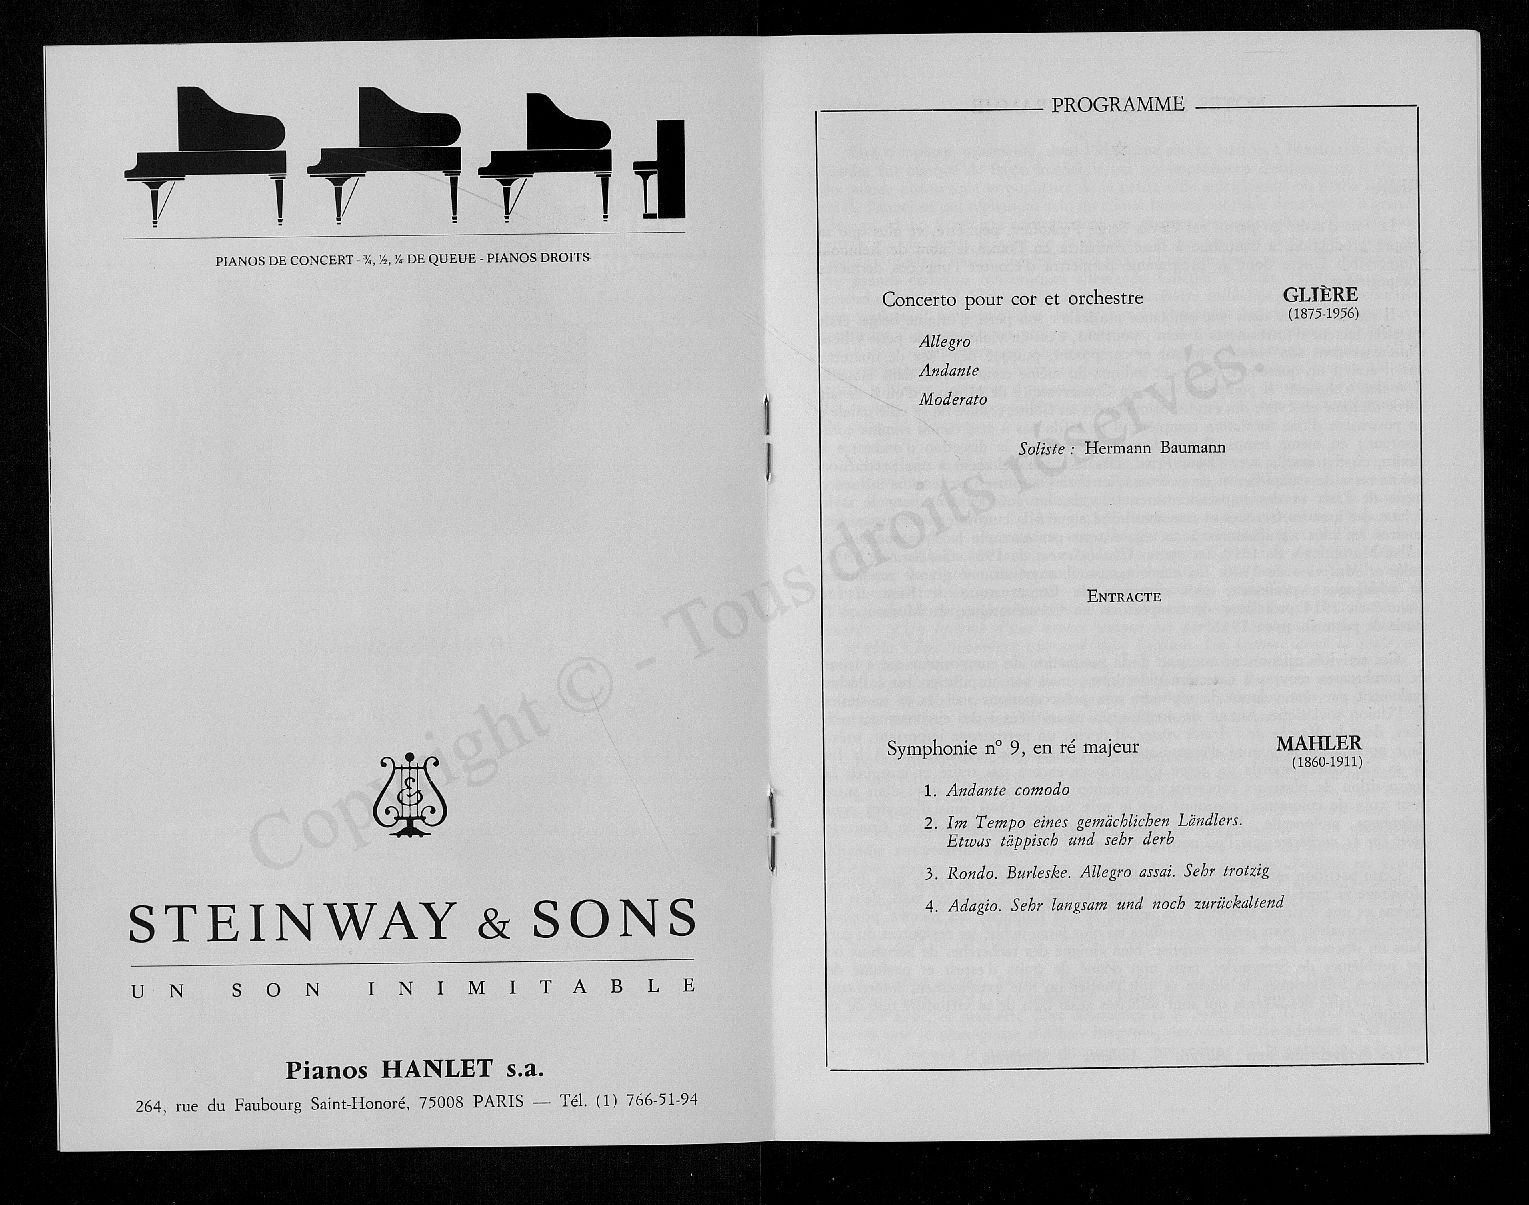 PIANOS DE CONCERT - ¾, ½, ¼ DE QUEUE - PIANOS DROITS
STEINWAY & SONS
UN SON INIMITABLE
Pianos HANLET s.a.
264, rue du Faubourg Saint-Honoré, 75008 PARIS — Tél. (1) 766-51-94
PROGRAMME
Concerto pour cor et orchestre GLIÈRE
(1875-1956)
Allegro
Andante
Moderato
Soliste : Hermann Baumann
ENTRACTE
Symphonie n° 9, en ré majeur MAHLER
(1860-1911)
1. Andante comodo
2. Im Tempo eines gemächlichen Ländlers.
Etwas täppisch und sehr derb
3. Rondo. Burleske. Allegro assai. Sehr trotzig
4. Adagio. Sehr langsam und noch zurückaltend
Copyright © - Tous droits réservés.